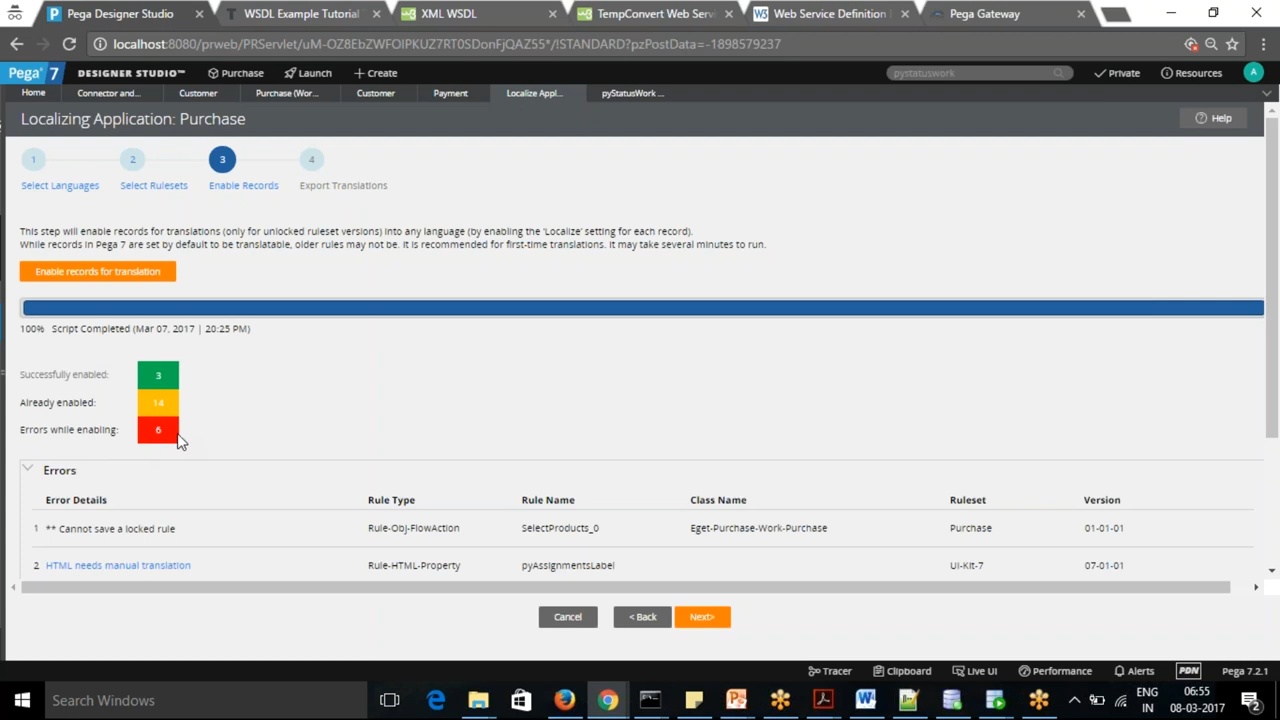 Pega Designer Studio
WSDL Example Tutorial
XML WSDL
TempConvert Web Servi
Web Service Definition
Pega Gateway
localhost:8080/prweb/PRServlet/uM-OZ8EbZWFOIPKUZ7RT0SDonFjQAZ55*/!STANDARD?pzPostData=-1898579237
Pega 7 DESIGNER STUDIO™ Purchase Launch + Create pystatuswork Private Resources A
Home Connector and... Customer Purchase (Wor... Customer Payment Localize Appl... pyStatusWork ...
Localizing Application: Purchase
Help
1 2 3 4
Select Languages Select Rulesets Enable Records Export Translations
This step will enable records for translations (only for unlocked ruleset versions) into any language (by enabling the 'Localize' setting for each record).
While records in Pega 7 are set by default to be translatable, older rules may not be. It is recommended for first-time translations. It may take several minutes to run.
Enable records for translation
100% Script Completed (Mar 07, 2017 | 20:25 PM)
Successfully enabled: 3
Already enabled: 14
Errors while enabling: 6
Errors
Error Details Rule Type Rule Name Class Name Ruleset Version
1 ** Cannot save a locked rule Rule-Obj-FlowAction SelectProducts_0 Eget-Purchase-Work-Purchase Purchase 01-01-01
2 HTML needs manual translation Rule-HTML-Property pyAssignmentsLabel UI-Kit-7 07-01-01
Cancel < Back Next>
Tracer Clipboard Live UI Performance Alerts PDN Pega 7.2.1
Search Windows
ENG 06:55
IN 08-03-2017 2